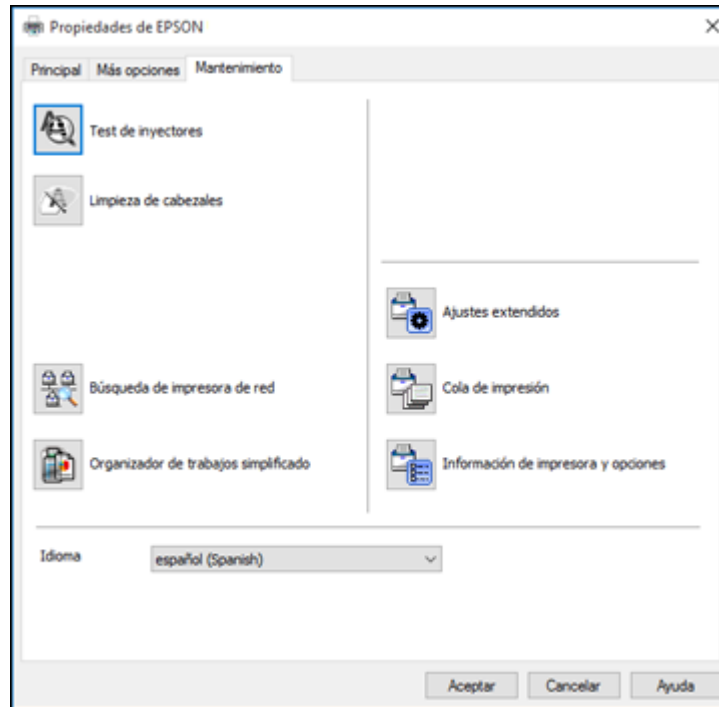 Propiedades de EPSON
Principal
Más opciones
Mantenimiento
Test de inyectores
Limpieza de cabezales
Búsqueda de impresora de red
Organizador de trabajos simplificado
Ajustes extendidos
Cola de impresión
Información de impresora y opciones
Idioma
español (Spanish)
Aceptar
Cancelar
Ayuda